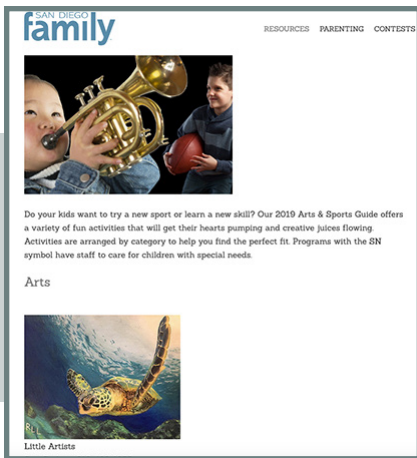 SAN DIEGO
family
RESOURCES PARENTING CONTESTS
Do your kids want to try a new sport or learn a new skill? Our 2019 Arts & Sports Guide offers
a variety of fun activities that will get their hearts pumping and creative juices flowing.
Activities are arranged by category to help you find the perfect fit. Programs with the SN
symbol have staff to care for children with special needs.
Arts
Little Artists